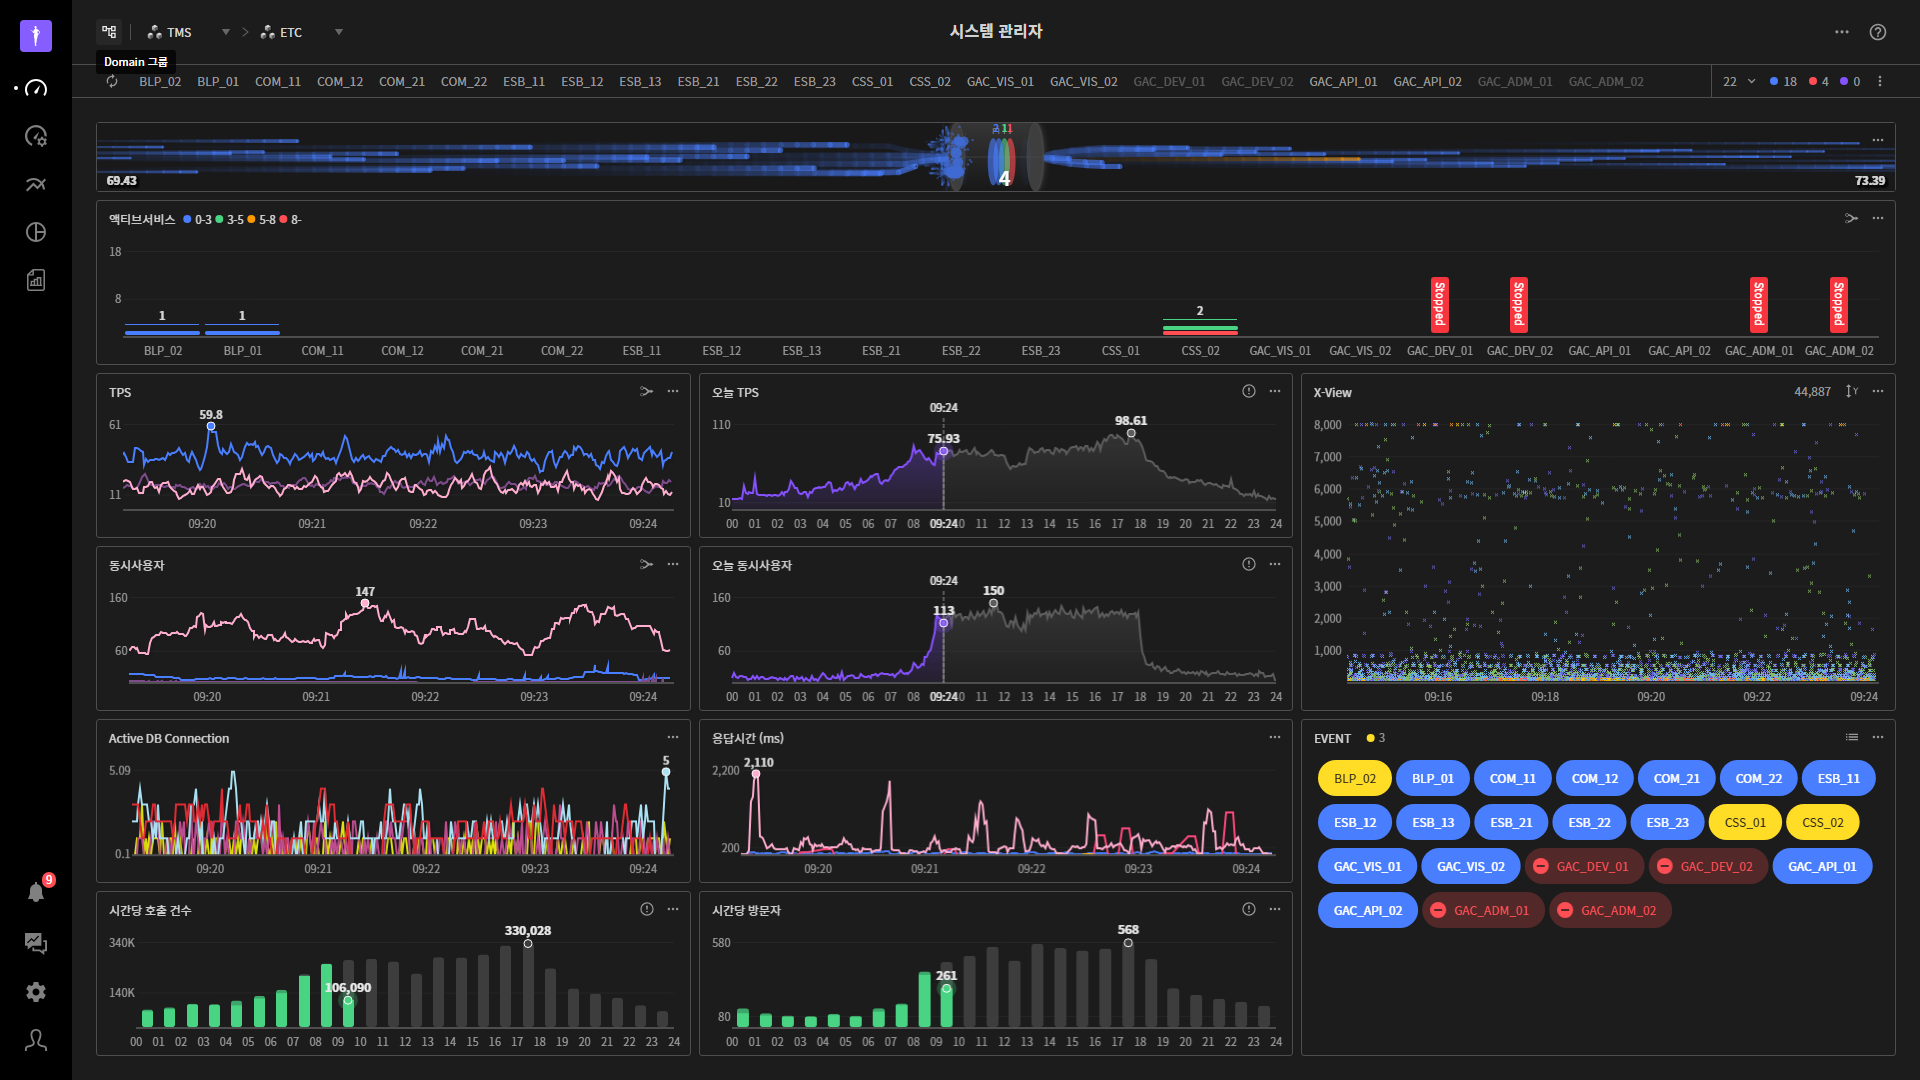 TMS
ETC
시스템 관리자
Domain 그룹
BLP_02 BLP_01 COM_11 COM_12 COM_21 COM_22 ESB_11 ESB_12 ESB_13 ESB_21 ESB_22 ESB_23 CSS_01 CSS_02 GAC_VIS_01 GAC_VIS_02 GAC_DEV_01 GAC_DEV_02 GAC_API_01 GAC_API_02 GAC_ADM_01 GAC_ADM_02
22 18 4 0
69.43
4
73.39
액티브서비스 0-3 3-5 5-8 8-
18
8
1 1 2
Stopped Stopped Stopped Stopped
BLP_02 BLP_01 COM_11 COM_12 COM_21 COM_22 ESB_11 ESB_12 ESB_13 ESB_21 ESB_22 ESB_23 CSS_01 CSS_02 GAC_VIS_01 GAC_VIS_02 GAC_DEV_01 GAC_DEV_02 GAC_API_01 GAC_API_02 GAC_ADM_01 GAC_ADM_02
TPS
59.8
61
11
09:20 09:21 09:22 09:23 09:24
오늘 TPS
09:24
110
98.61
75.93
10
00 01 02 03 04 05 06 07 08 09:24 11 12 13 14 15 16 17 18 19 20 21 22 23 24
X-View
44,887
8,000
7,000
6,000
5,000
4,000
3,000
2,000
1,000
09:16 09:18 09:20 09:22 09:24
동시사용자
147
160
60
09:20 09:21 09:22 09:23 09:24
오늘 동시사용자
09:24
150
160
113
60
00 01 02 03 04 05 06 07 08 09:24 11 12 13 14 15 16 17 18 19 20 21 22 23 24
Active DB Connection
5
5.09
0.1
09:20 09:21 09:22 09:23 09:24
응답시간 (ms)
2,110
2,200
200
09:20 09:21 09:22 09:23 09:24
EVENT 3
BLP_02 BLP_01 COM_11 COM_12 COM_21 COM_22 ESB_11
ESB_12 ESB_13 ESB_21 ESB_22 ESB_23 CSS_01 CSS_02
GAC_VIS_01 GAC_VIS_02 GAC_DEV_01 GAC_DEV_02 GAC_API_01
GAC_API_02 GAC_ADM_01 GAC_ADM_02
9
시간당 호출 건수
330,028
340K
106,090
140K
00 01 02 03 04 05 06 07 08 09 10 11 12 13 14 15 16 17 18 19 20 21 22 23 24
시간당 방문자
568
580
261
80
00 01 02 03 04 05 06 07 08 09 10 11 12 13 14 15 16 17 18 19 20 21 22 23 24